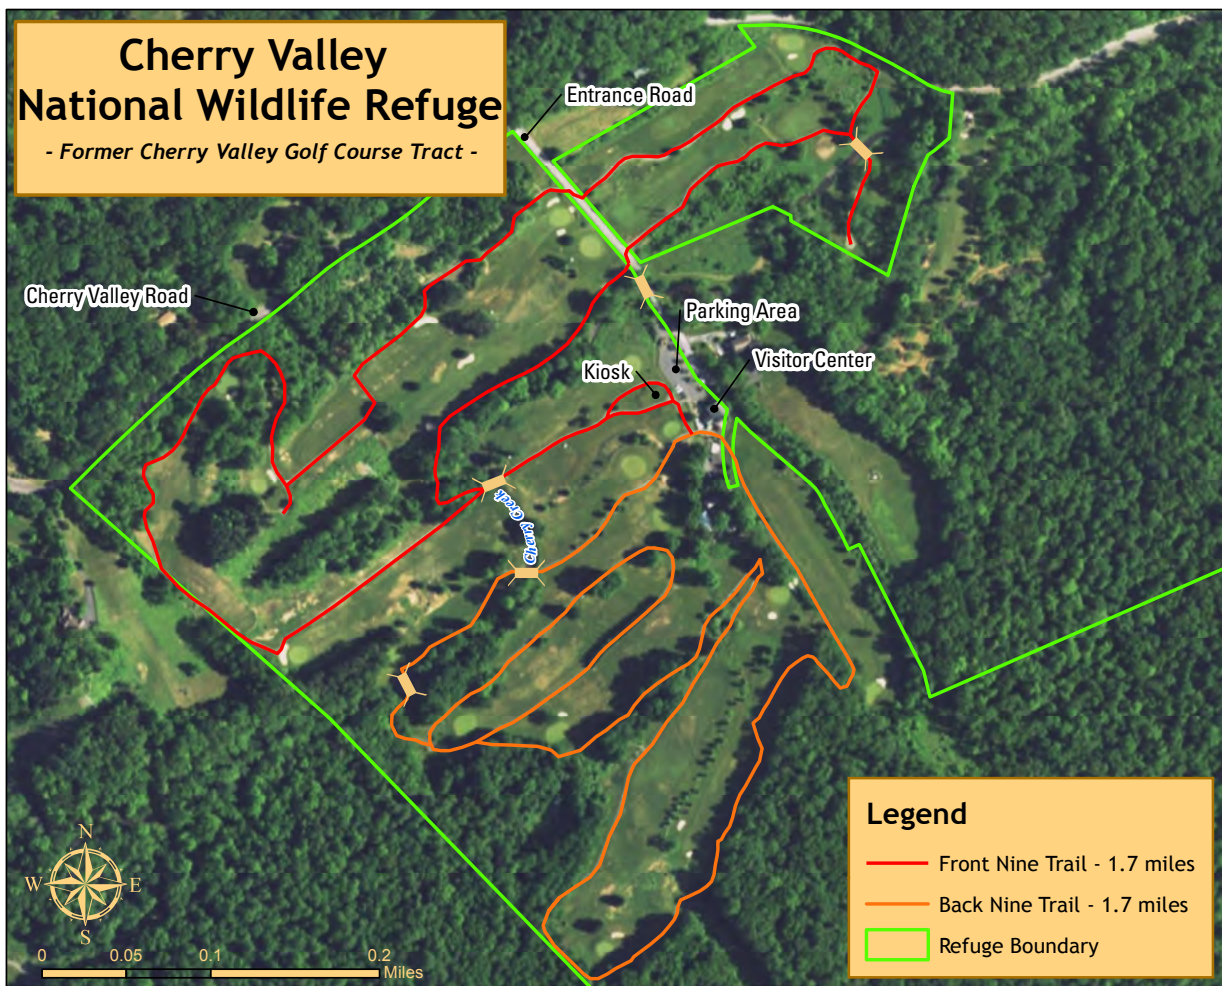 Cherry Valley
National Wildlife Refuge
- Former Cherry Valley Golf Course Tract -
Entrance Road
Cherry Valley Road
Parking Area
Visitor Center
Kiosk
Cherry Creek
N
W E
S
0 0.05 0.1 0.2
Miles
Legend
Front Nine Trail - 1.7 miles
Back Nine Trail - 1.7 miles
Refuge Boundary